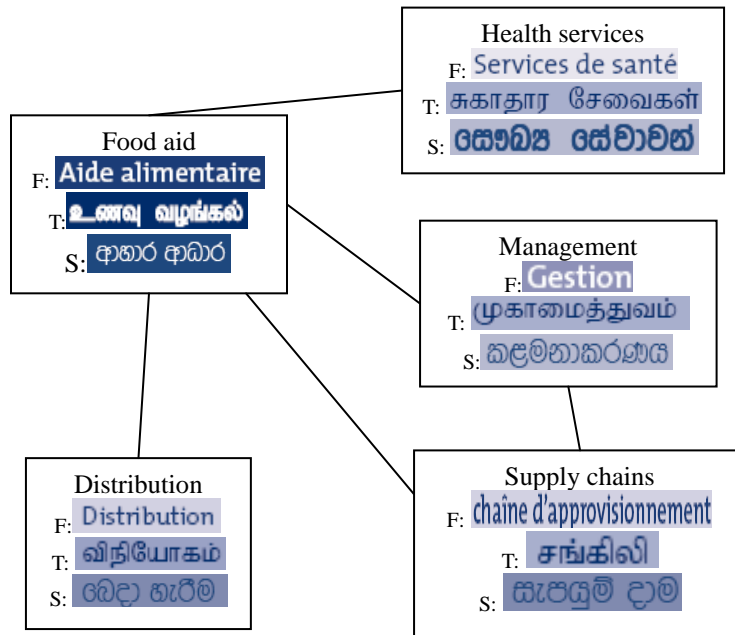 Health services
F: Services de santé
T: சுகாதார சேவைகள்
S: සෞඛ්‍ය සේවාවන්
Food aid
F: Aide alimentaire
T: உணவு வழங்கல்
S: ආහාර ආධාර
Management
F: Gestion
T: முகாமைத்துவம்
S: කළමනාකරණය
Distribution
F: Distribution
T: விநியோகம்
S: බෙදා හැරීම
Supply chains
F: chaîne d'approvisionnement
T: சங்கிலி
S: සැපයුම් දාම